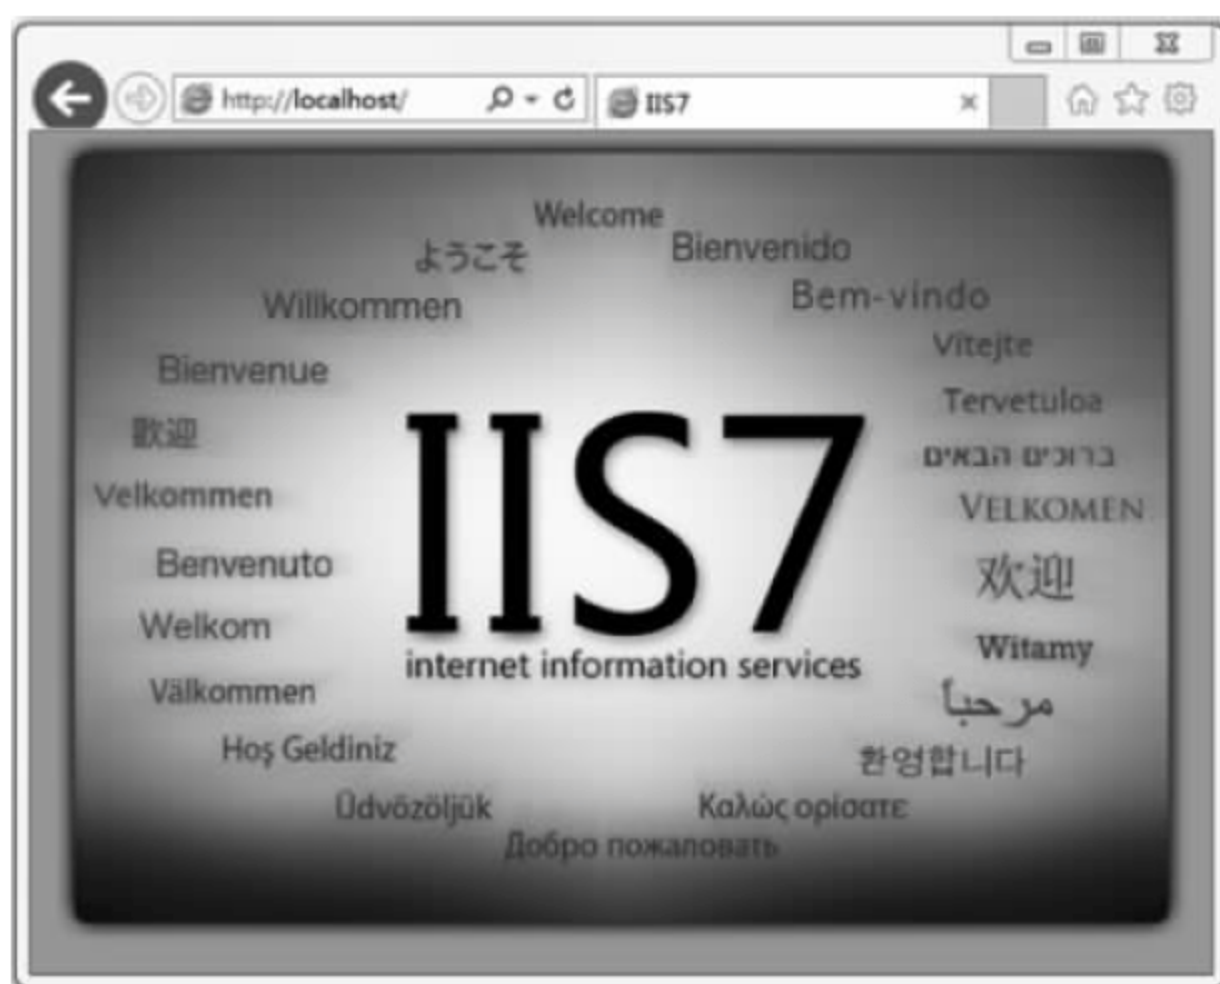 http://localhost/
IIS7
Welcome
ようこそ
Bienvenido
Willkommen
Bem-vindo
Vítejte
Bienvenue
Tervetuloa
歡迎
ברוכים הבאים
Velkommen
VELKOMEN
Benvenuto
欢迎
Welkom
Witamy
Välkommen
مرحباً
Hoş Geldiniz
환영합니다
Üdvözöljük
Καλώς ορίσατε
Добро пожаловать
IIS7
internet information services